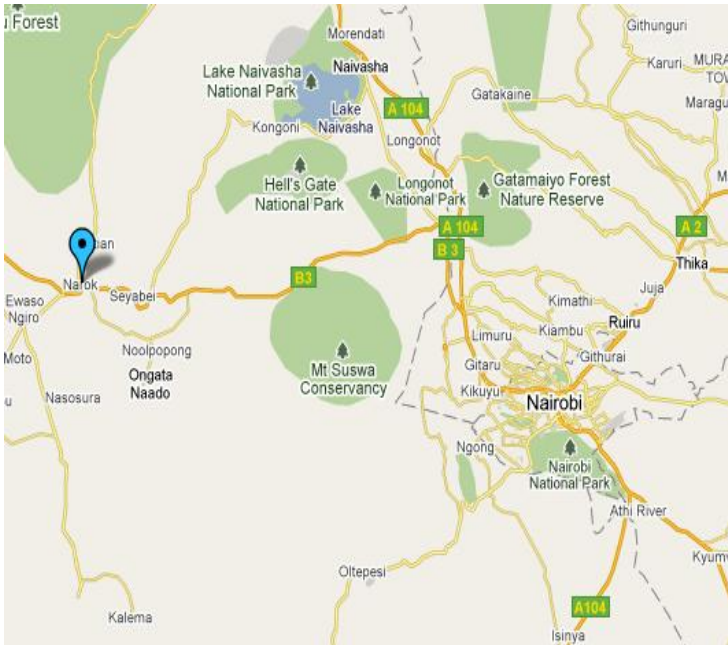 u Forest
Morendati
Githunguri
Lake Naivasha
National Park
Naivasha
Karuri
MURA
TOW
Gatakaine
Maragu
A 104
Lake
Naivasha
Kongoni
Longonot
Hell's Gate
National Park
Longonot
National Park
Gatamaiyo Forest
Nature Reserve
M
A 104
B 3
A 2
tian
Thika
Narok
B3
Seyabei
Ewaso
Ngiro
Juja
Kimathi
Ruiru
Limuru
Kiambu
Noolpopong
Moto
Githurai
Gitaru
Mt Suswa
Conservancy
Ongata
Naado
Kikuyu
Nasosura
ou
Nairobi
Ngong
Nairobi
National Park
Athi River
Kyumv
Oltepesi
A104
Kalema
Isinya